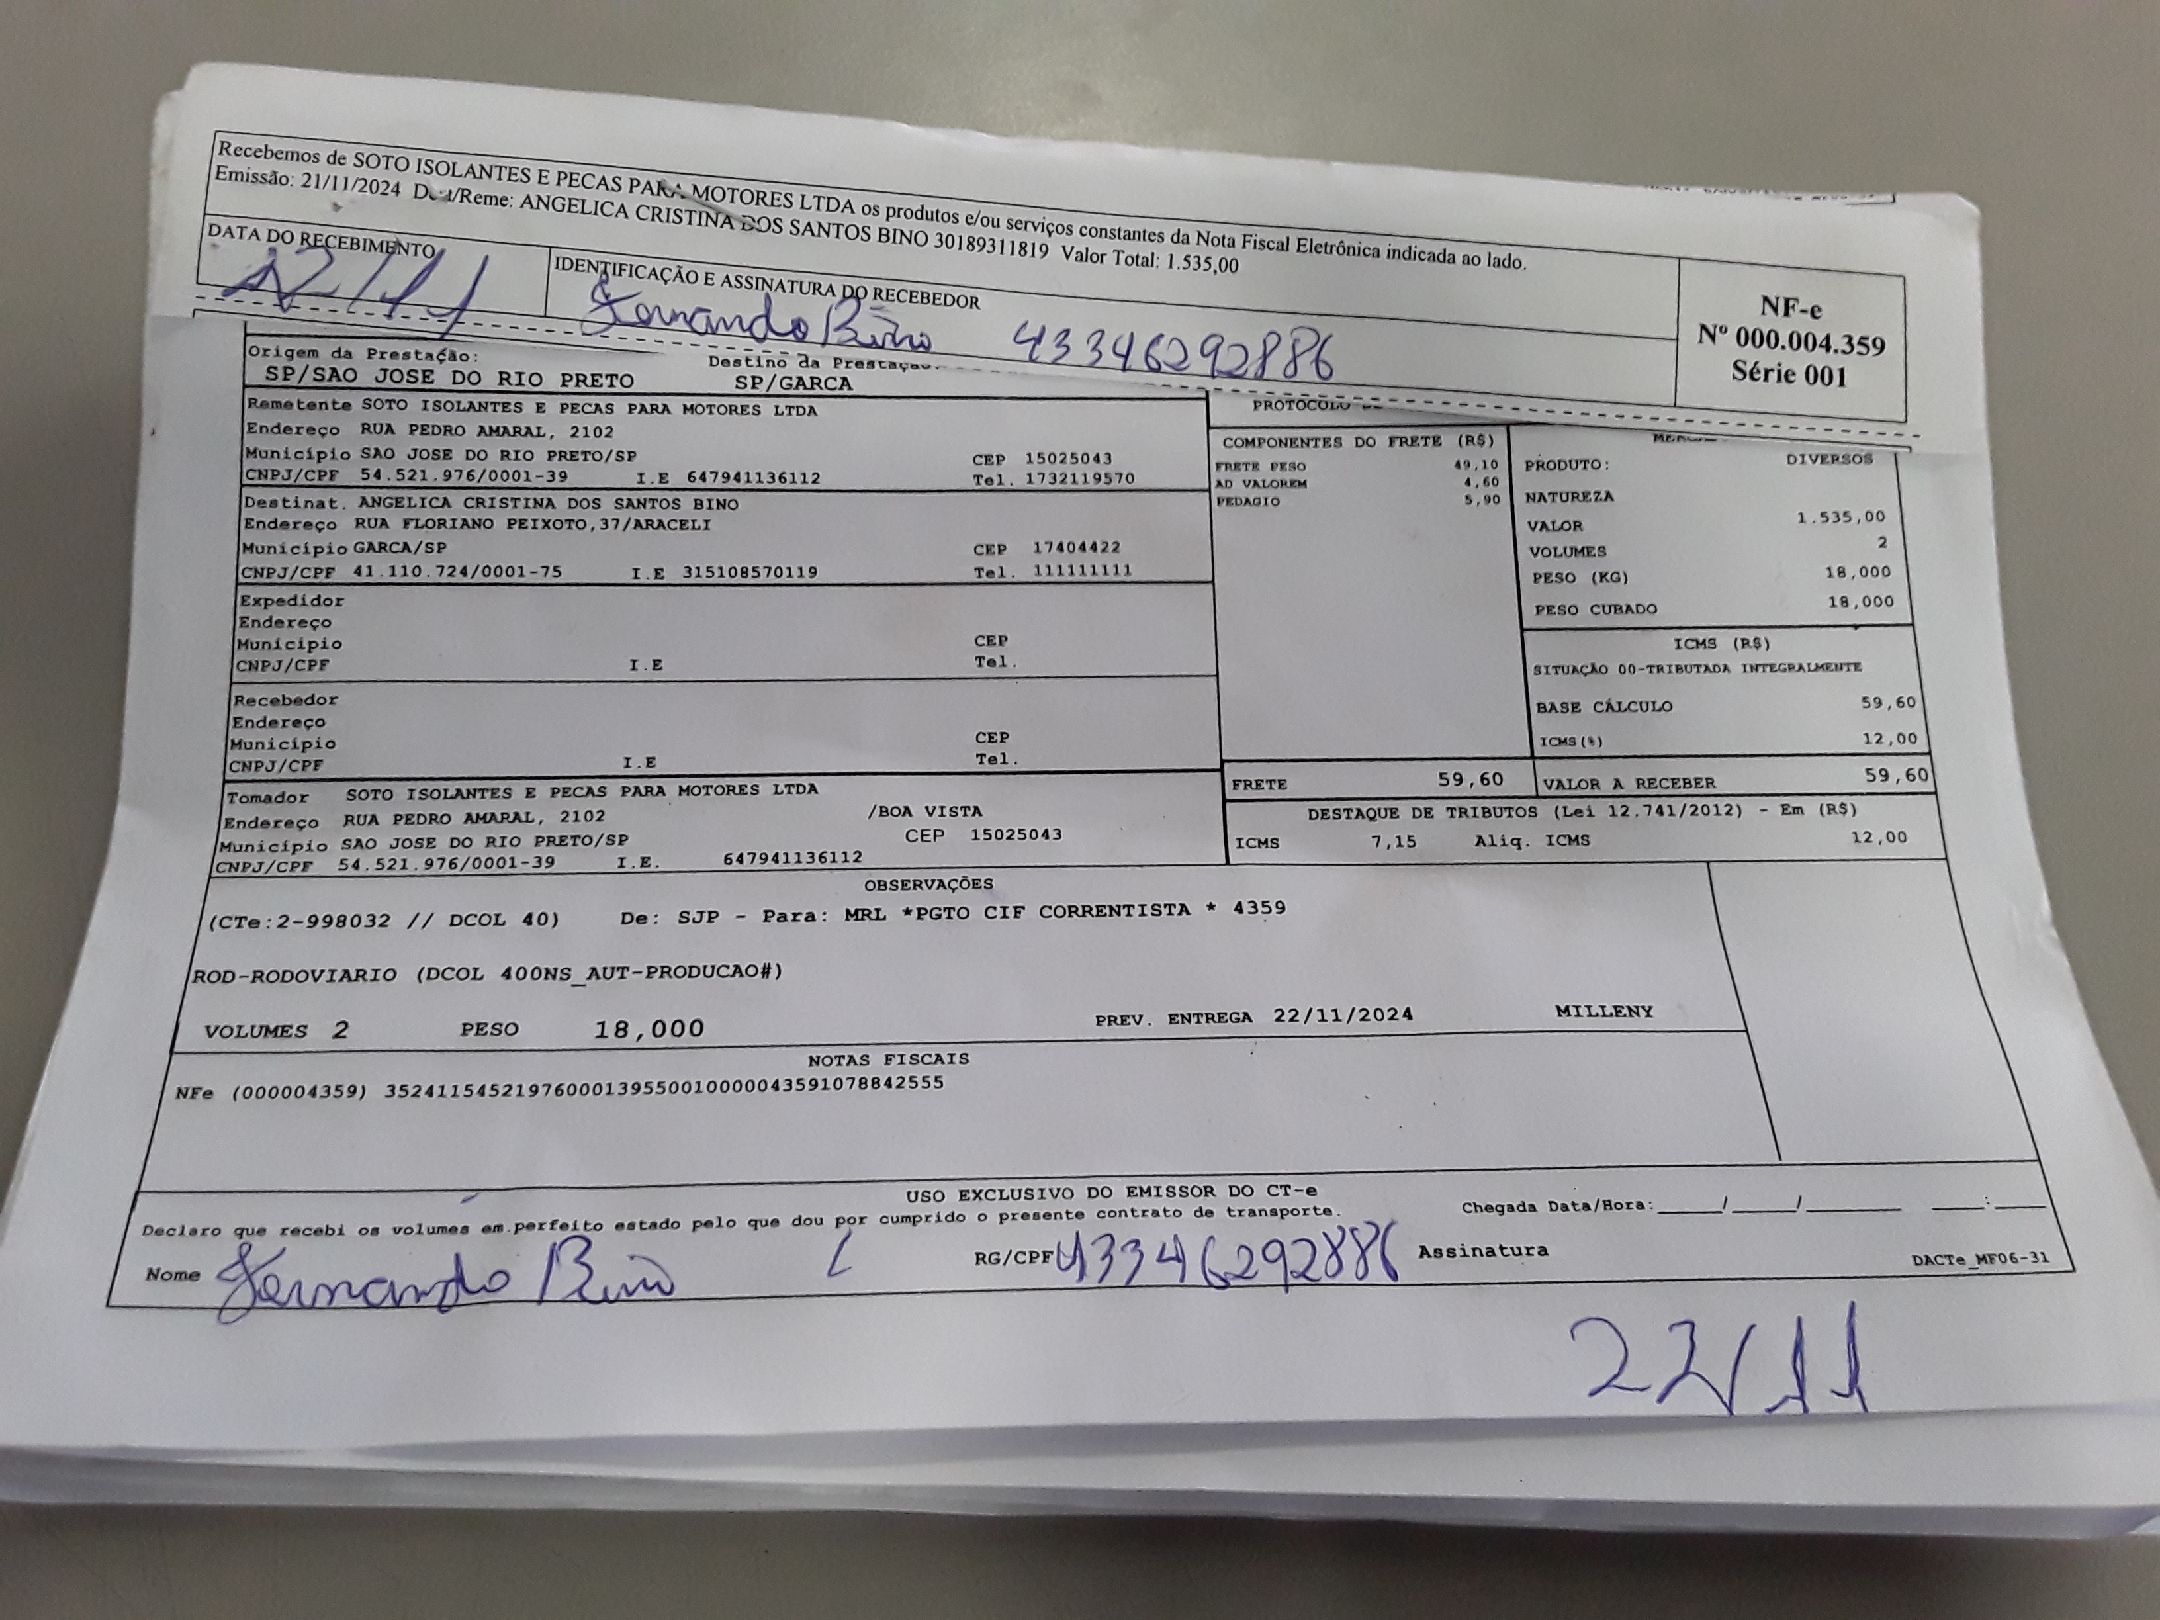 Recebemos de SOTO ISOLANTES E PECAS PARA MOTORES LTDA os produtos e/ou serviços constantes da Nota Fiscal Eletrônica indicada ao lado.
Emissão: 21/11/2024 Dest/Reme: ANGELICA CRISTINA DOS SANTOS BINO 30189311819 Valor Total: 1.535,00
DATA DO RECEBIMENTO
IDENTIFICAÇÃO E ASSINATURA DO RECEBEDOR
Fernando Bino 43346292886
NF-e
Nº 000.004.359
Série 001
Origem da Prestação: Destino da Prestação:
SP/SAO JOSE DO RIO PRETO SP/GARCA
Remetente SOTO ISOLANTES E PECAS PARA MOTORES LTDA
Endereço RUA PEDRO AMARAL, 2102
Município SAO JOSE DO RIO PRETO/SP CEP 15025043
CNPJ/CPF 54.521.976/0001-39 I.E 647941136112 Tel. 1732119570
Destinat. ANGELICA CRISTINA DOS SANTOS BINO
Endereço RUA FLORIANO PEIXOTO,37/ARACELI
Município GARCA/SP CEP 17404422
CNPJ/CPF 41.110.724/0001-75 I.E 315108570119 Tel. 111111111
Expedidor
Endereço
Município CEP
CNPJ/CPF I.E Tel.
Recebedor
Endereço
Município CEP
CNPJ/CPF I.E Tel.
Tomador SOTO ISOLANTES E PECAS PARA MOTORES LTDA
Endereço RUA PEDRO AMARAL, 2102 /BOA VISTA
Município SAO JOSE DO RIO PRETO/SP CEP 15025043
CNPJ/CPF 54.521.976/0001-39 I.E. 647941136112
PROTOCOLO
COMPONENTES DO FRETE (R$)
FRETE PESO 49,10
AD VALOREM 4,60
PEDAGIO 5,90
PRODUTO: DIVERSOS
NATUREZA
VALOR 1.535,00
VOLUMES 2
PESO (KG) 18,000
PESO CUBADO 18,000
ICMS (R$)
SITUAÇÃO 00-TRIBUTADA INTEGRALMENTE
BASE CÁLCULO 59,60
ICMS(%) 12,00
FRETE 59,60 VALOR A RECEBER 59,60
DESTAQUE DE TRIBUTOS (Lei 12.741/2012) - Em (R$)
ICMS 7,15 Aliq. ICMS 12,00
OBSERVAÇÕES
(CTe:2-998032 // DCOL 40) De: SJP - Para: MRL *PGTO CIF CORRENTISTA * 4359
ROD-RODOVIARIO (DCOL 400NS_AUT-PRODUCAO#)
VOLUMES 2 PESO 18,000 PREV. ENTREGA 22/11/2024 MILLENY
NOTAS FISCAIS
NFe (000004359) 35241154521976000139550010000043591078842555
USO EXCLUSIVO DO EMISSOR DO CT-e
Declaro que recebi os volumes em perfeito estado pelo que dou por cumprido o presente contrato de transporte. Chegada Data/Hora:____/____/______ ___:___
Nome Fernando Bino RG/CPF 43346292886 Assinatura DACTe_MF06-31
22/11